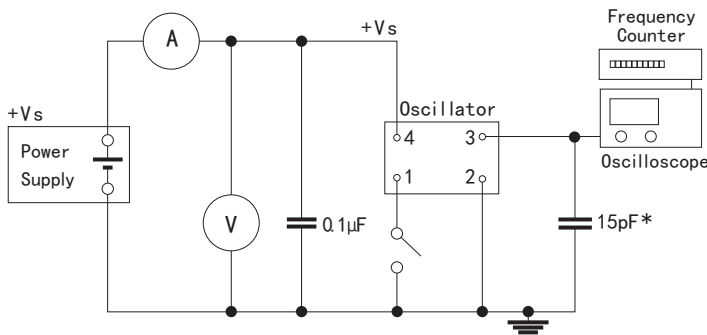 Frequency
Counter
+Vs
A
Oscillator
+Vs
4
3
Power
Supply
Oscilloscope
1
2
V
0.1μF
15pF*